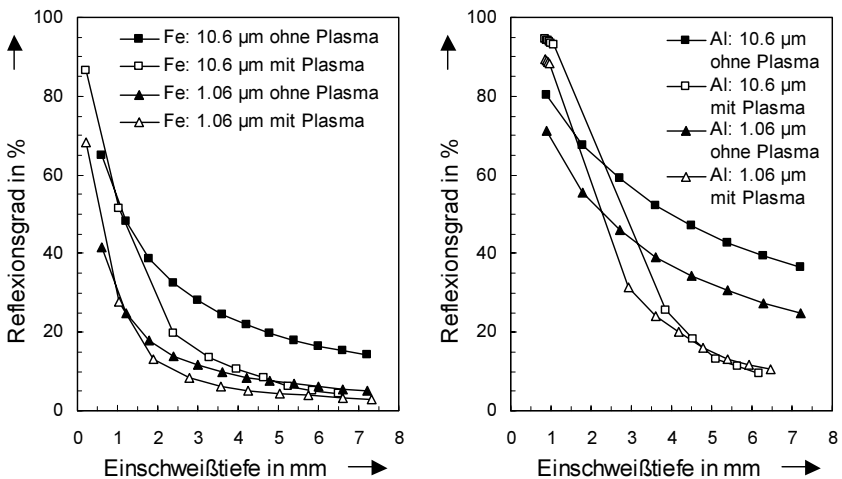 100
80
60
40
20
0
Reflexionsgrad in %
Fe: 10.6 µm ohne Plasma
Fe: 10.6 µm mit Plasma
Fe: 1.06 µm ohne Plasma
Fe: 1.06 µm mit Plasma
0 1 2 3 4 5 6 7 8
Einschweißtiefe in mm
100
80
60
40
20
0
Reflexionsgrad in %
Al: 10.6 µm
ohne Plasma
Al: 10.6 µm
mit Plasma
Al: 1.06 µm
ohne Plasma
Al: 1.06 µm
mit Plasma
0 1 2 3 4 5 6 7 8
Einschweißtiefe in mm